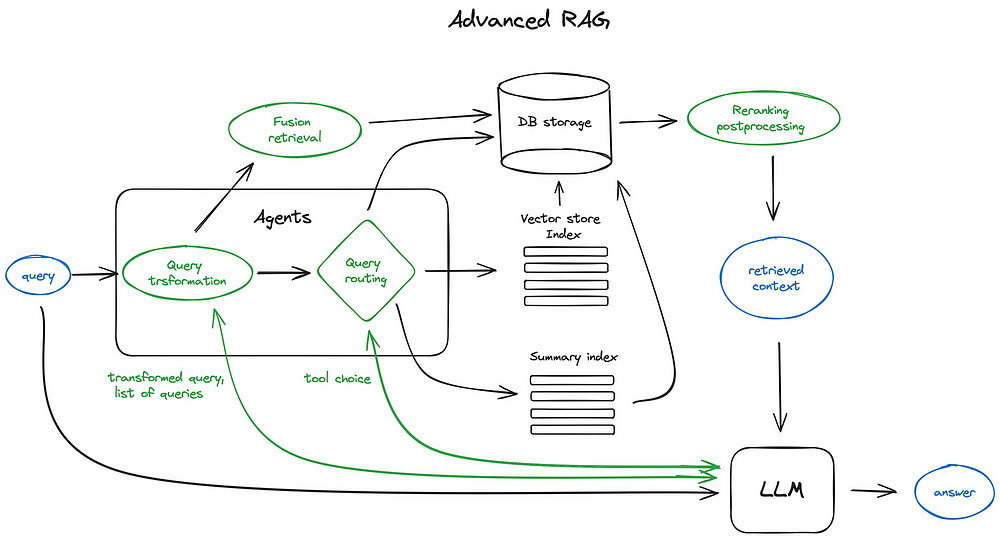 Advanced RAG
Fusion
retrieval
DB storage
Reranking
postprocessing
Agents
Vector store
Index
query
Query
trsformation
Query
routing
retrieved
context
Summary index
transformed query,
list of queries
tool choice
LLM
answer